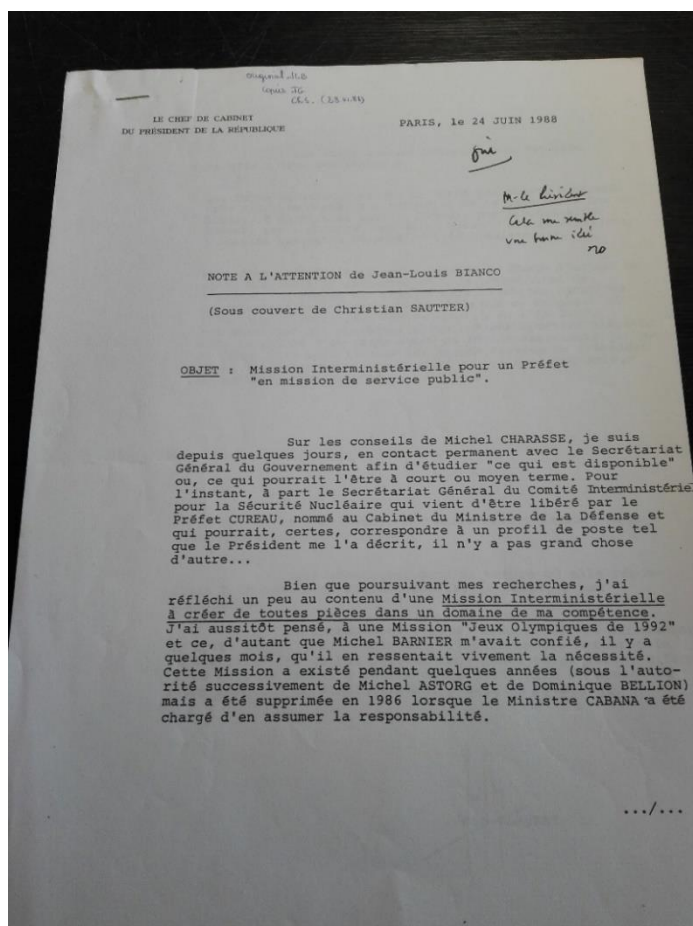 Original JLB
copie JG
Ch.S. (28.VI.88)
LE CHEF DE CABINET
DU PRÉSIDENT DE LA RÉPUBLIQUE
PARIS, le 24 JUIN 1988
oui
M. le Président
Cela me semble
une bonne idée
NOTE A L'ATTENTION de Jean-Louis BIANCO
(Sous couvert de Christian SAUTTER)
OBJET : Mission Interministérielle pour un Préfet
"en mission de service public".
Sur les conseils de Michel CHARASSE, je suis
depuis quelques jours, en contact permanent avec le Secrétariat
Général du Gouvernement afin d'étudier "ce qui est disponible"
ou, ce qui pourrait l'être à court ou moyen terme. Pour
l'instant, à part le Secrétariat Général du Comité Interministérie
pour la Sécurité Nucléaire qui vient d'être libéré par le
Préfet CUREAU, nommé au Cabinet du Ministre de la Défense et
qui pourrait, certes, correspondre à un profil de poste tel
que le Président me l'a décrit, il n'y a pas grand chose
d'autre...
Bien que poursuivant mes recherches, j'ai
réfléchi un peu au contenu d'une Mission Interministérielle
à créer de toutes pièces dans un domaine de ma compétence.
J'ai aussitôt pensé, à une Mission "Jeux Olympiques de 1992"
et ce, d'autant que Michel BARNIER m'avait confié, il y a
quelques mois, qu'il en ressentait vivement la nécessité.
Cette Mission a existé pendant quelques années (sous l'auto-
rité successivement de Michel ASTORG et de Dominique BELLION)
mais a été supprimée en 1986 lorsque le Ministre CABANA a été
chargé d'en assumer la responsabilité.
.../...